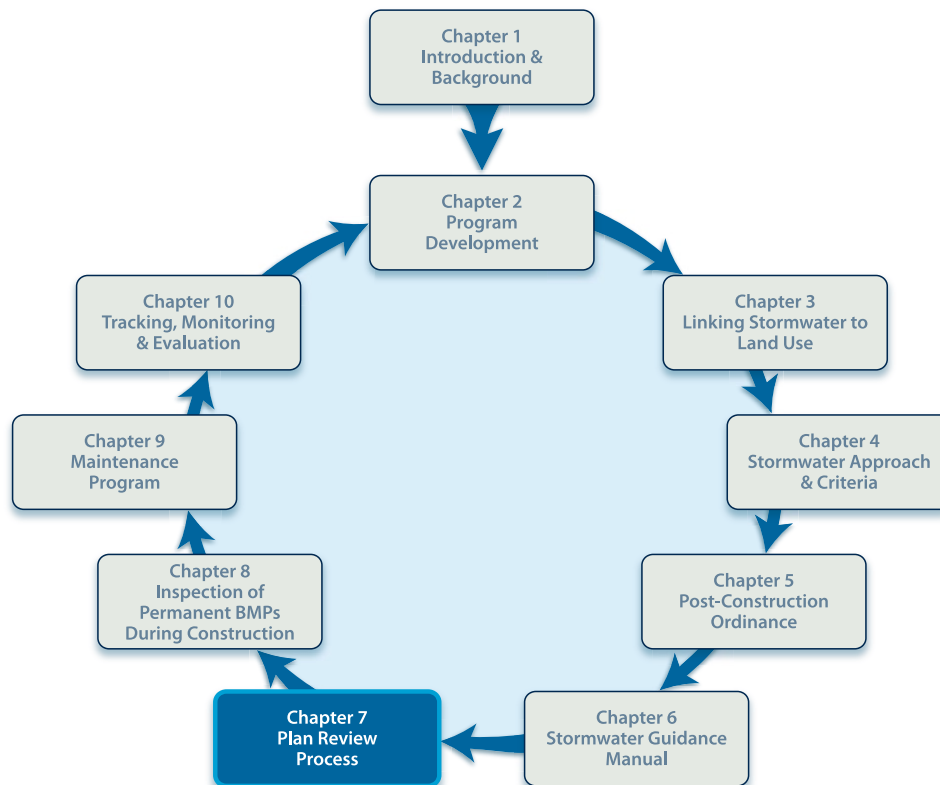 Chapter 1
Introduction &
Background
Chapter 2
Program
Development
Chapter 3
Linking Stormwater to
Land Use
Chapter 4
Stormwater Approach
& Criteria
Chapter 5
Post-Construction
Ordinance
Chapter 6
Stormwater Guidance
Manual
Chapter 7
Plan Review
Process
Chapter 8
Inspection of
Permanent BMPs
During Construction
Chapter 9
Maintenance
Program
Chapter 10
Tracking, Monitoring
& Evaluation